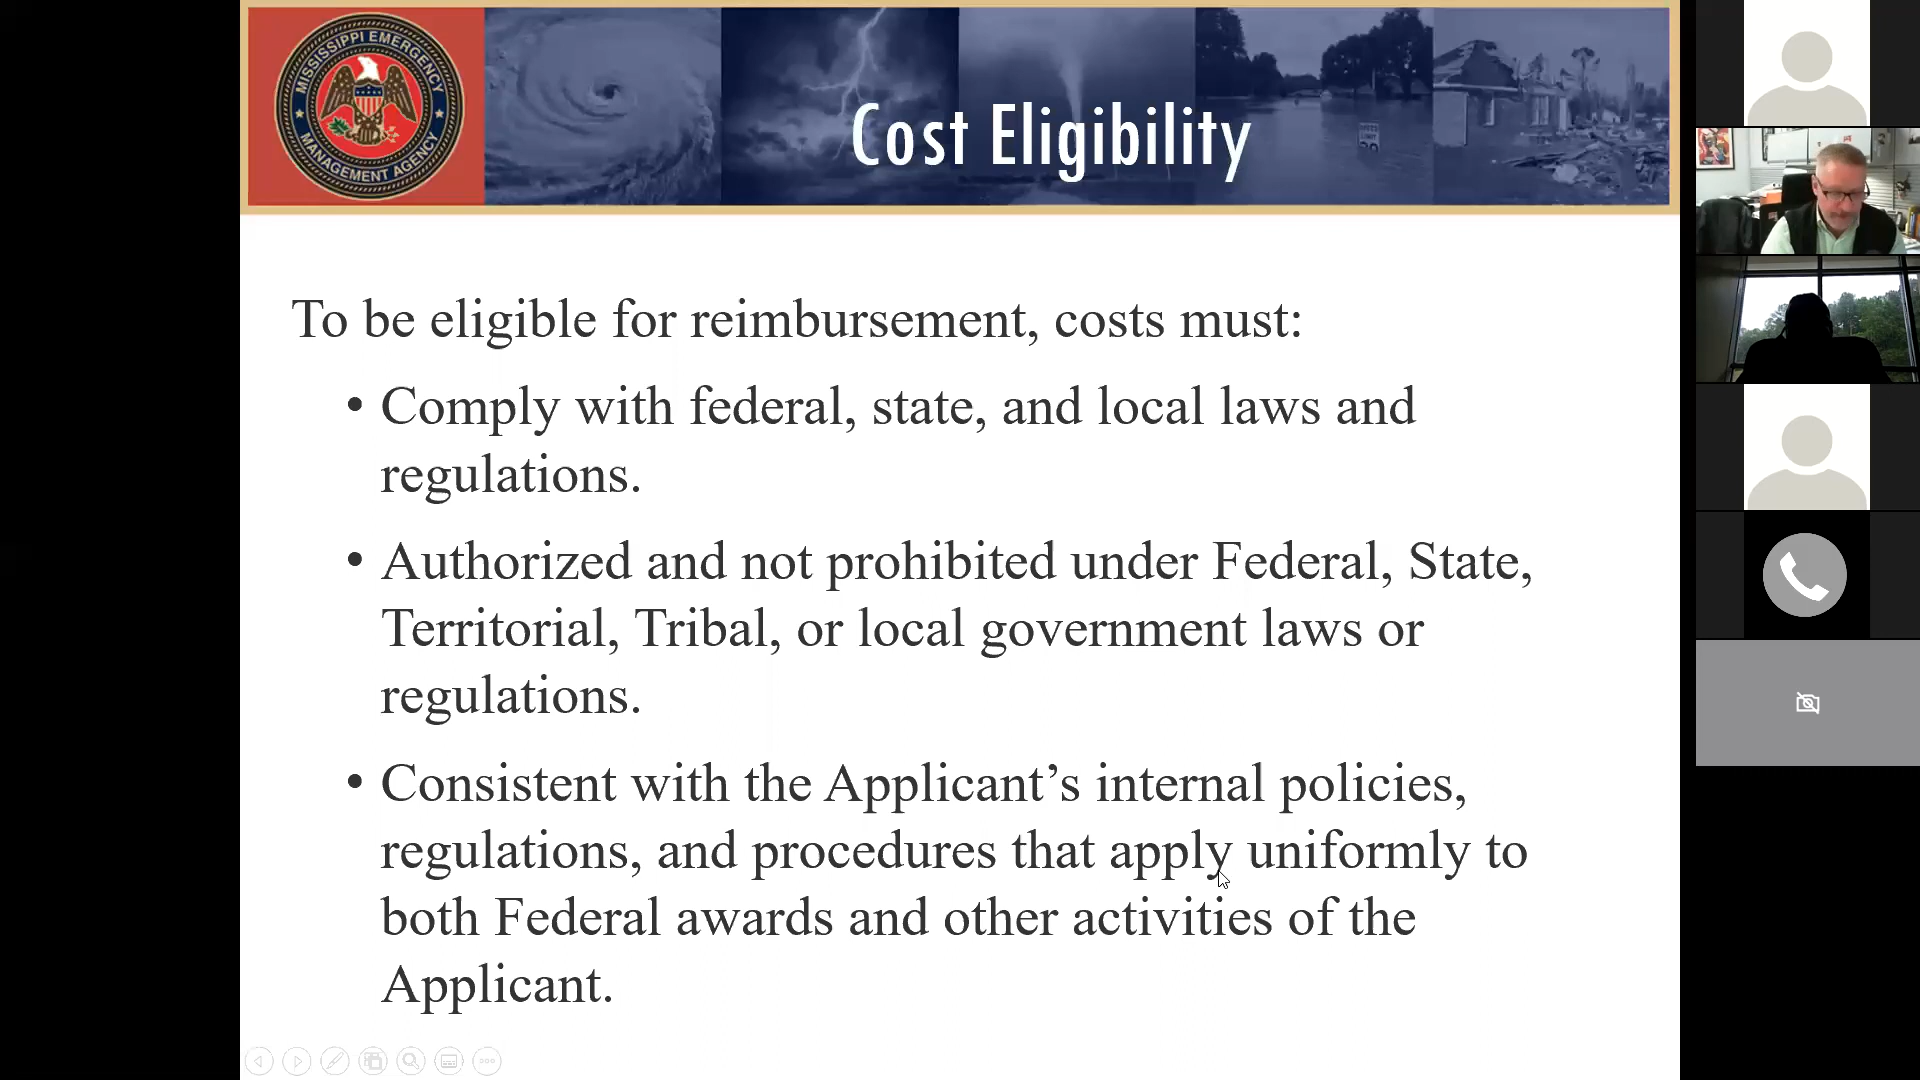 MISSISSIPPI EMERGENCY
MANAGEMENT AGENCY
Cost Eligibility
To be eligible for reimbursement, costs must:
• Comply with federal, state, and local laws and
regulations.
• Authorized and not prohibited under Federal, State,
Territorial, Tribal, or local government laws or
regulations.
• Consistent with the Applicant’s internal policies,
regulations, and procedures that apply uniformly to
both Federal awards and other activities of the
Applicant.